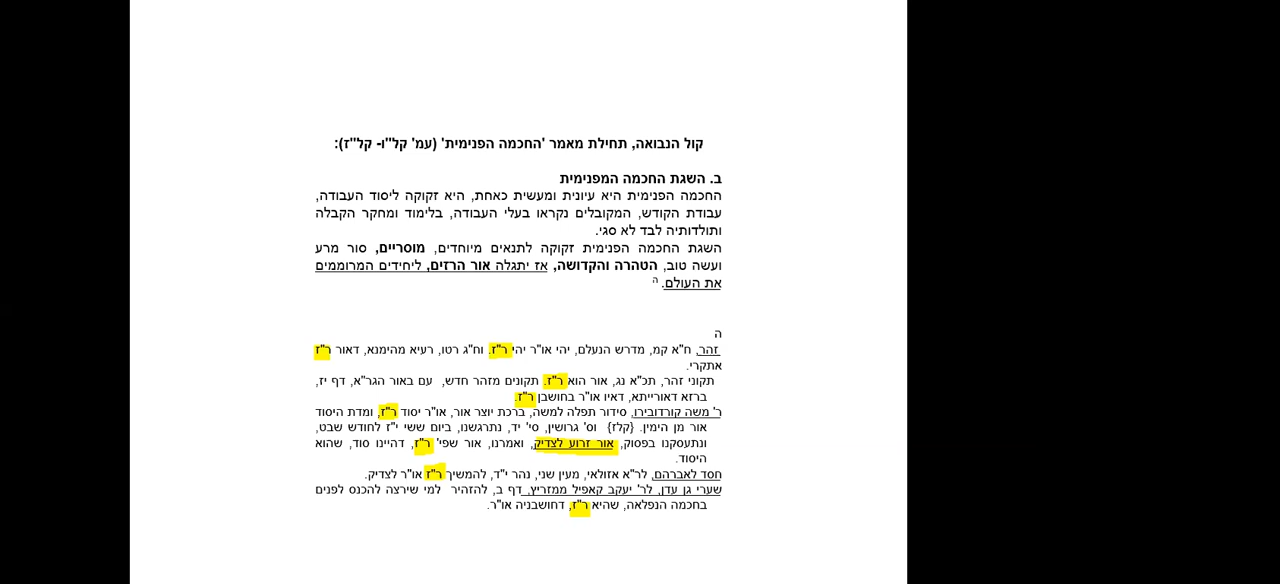 קול הנבואה, תחילת מאמר 'החכמה הפנימית' (עמ' קל"ו- קל"ז):
ב. השגת החכמה המפנימית
החכמה הפנימית היא עיונית ומעשית כאחת, היא זקוקה ליסוד העבודה,
עבודת הקודש, המקובלים נקראו בעלי העבודה, בלימוד ומחקר הקבלה
ותולדותיה לבד לא סגי.
השגת החכמה הפנימית זקוקה לתנאים מיוחדים, מוסריים, סור מרע
ועשה טוב, הטהרה והקדושה, אז יתגלה אור הרזים, ליחידים המרוממים
את העולם. ה
ה
זהר, ח"א קמ, מדרש הנעלם, יהי או"ר יהי ר"ז. וח"ג רטו, רעיא מהימנא, דאור ר"ז
אתקרי.
תקוני זהר, תכ"א נג, אור הוא ר"ז. תקונים מזהר חדש, עם באור הגר"א, דף יז,
ברזא דאורייתא, דאיו או"ר בחושבן ר"ז.
ר' משה קורדובירו, סידור תפלה למשה, ברכת יוצר אור, או"ר יסוד ר"ז, ומדת היסוד
אור מן הימין. {קלז} וס' גרושין, סי' יד, נתרגשנו, ביום ששי י"ז לחודש שבט,
ונתעסקנו בפסוק, אור זרוע לצדיק, ואמרנו, אור שפי' ר"ז, דהיינו סוד, שהוא
היסוד.
חסד לאברהם, לר"א אזולאי, מעין שני, נהר י"ד, להמשיך ר"ז או"ר לצדיק.
שערי גן עדן, לר' יעקב קאפיל ממזריץ, דף ב, להזהיר למי שירצה להכנס לפנים
בחכמה הנפלאה, שהיא ר"ז, דחושבניה או"ר.